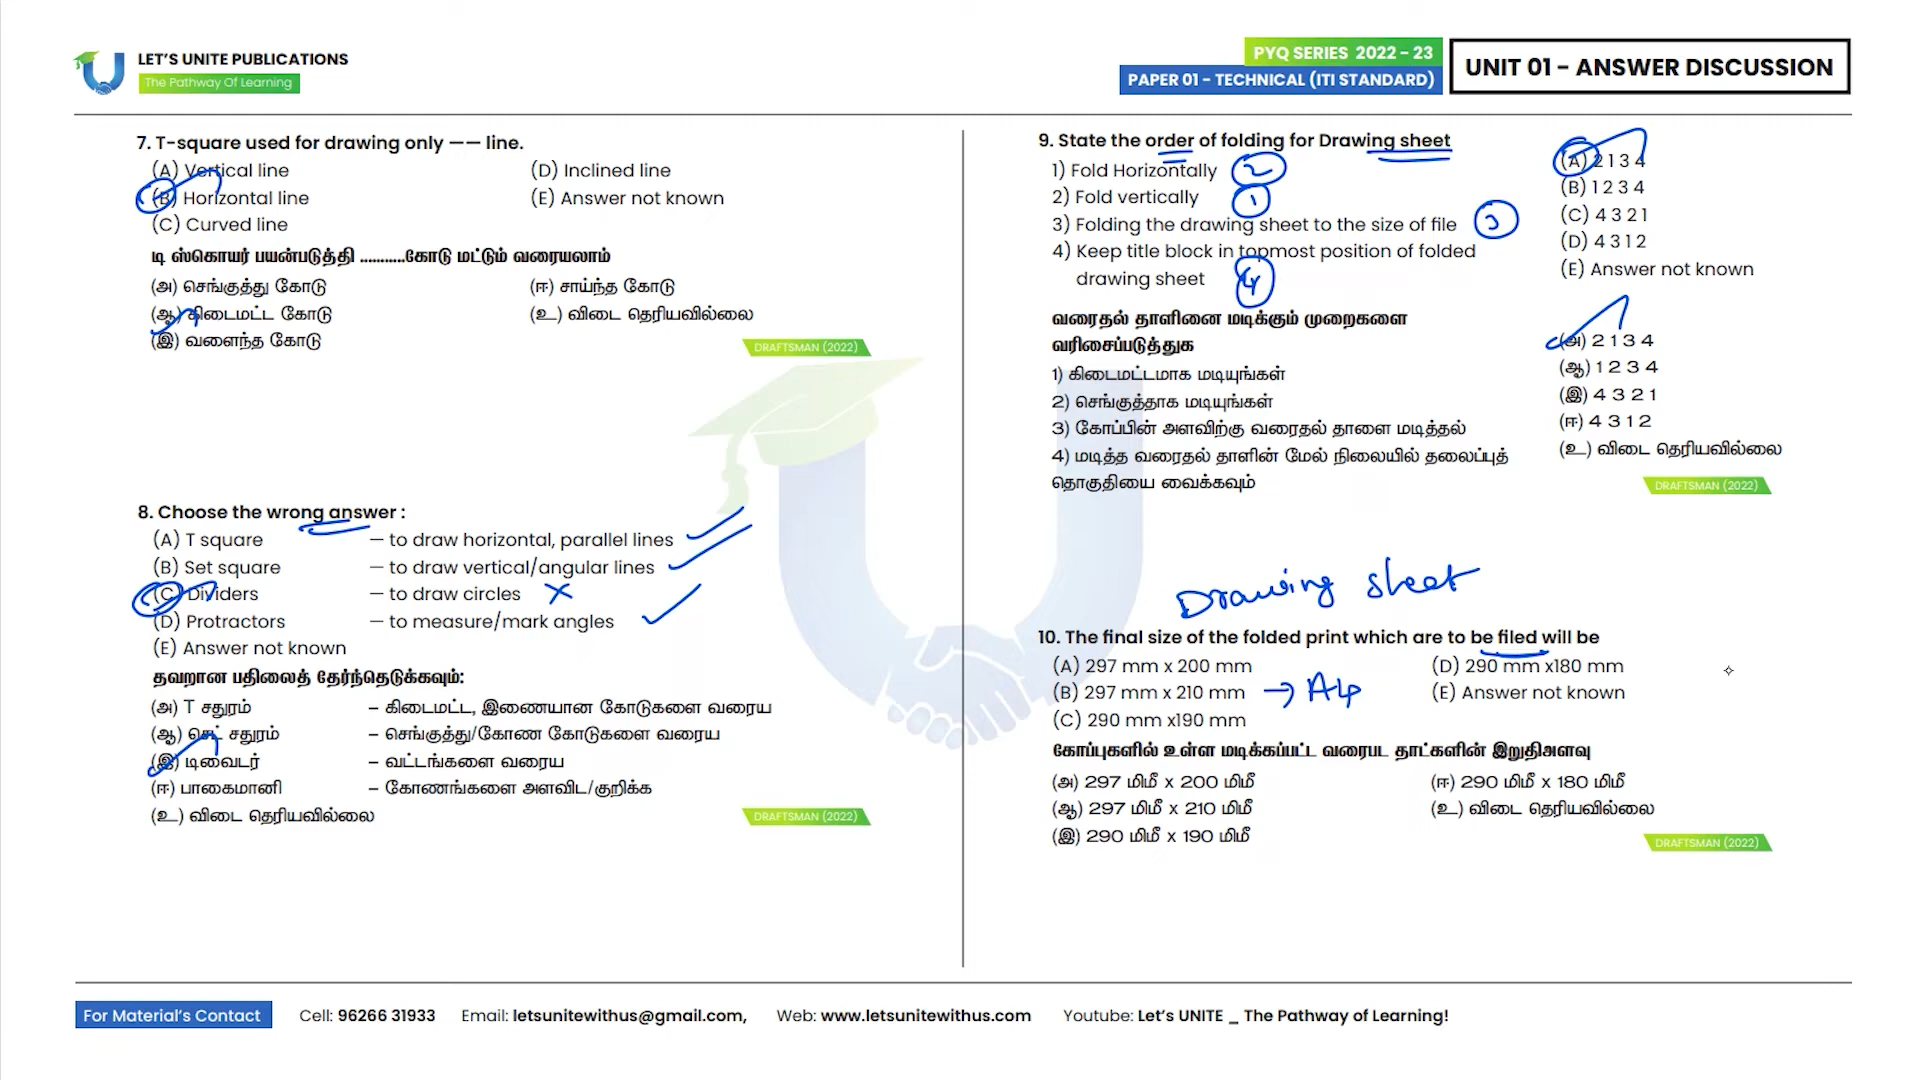 LET'S UNITE PUBLICATIONS
The Pathway Of Learning
PYQ SERIES 2022 - 23
PAPER 01 - TECHNICAL (ITI STANDARD)
UNIT 01 - ANSWER DISCUSSION
7. T-square used for drawing only —— line.
(A) Vertical line
(D) Inclined line
(B) Horizontal line
(E) Answer not known
(C) Curved line
டி ஸ்கொயர் பயன்படுத்தி ...........கோடு மட்டும் வரையலாம்
(அ) செங்குத்து கோடு
(ஈ) சாய்ந்த கோடு
(ஆ) கிடைமட்ட கோடு
(உ) விடை தெரியவில்லை
(இ) வளைந்த கோடு
DRAFTSMAN (2022)
8. Choose the wrong answer :
(A) T square – to draw horizontal, parallel lines
(B) Set square – to draw vertical/angular lines
(C) Dividers – to draw circles
(D) Protractors – to measure/mark angles
(E) Answer not known
தவறான பதிலைத் தேர்ந்தெடுக்கவும்:
(அ) T சதுரம் – கிடைமட்ட, இணையான கோடுகளை வரைய
(ஆ) செட் சதுரம் – செங்குத்து/கோண கோடுகளை வரைய
(இ) டிவைடர் – வட்டங்களை வரைய
(ஈ) பாகைமானி – கோணங்களை அளவிட/குறிக்க
(உ) விடை தெரியவில்லை
DRAFTSMAN (2022)
9. State the order of folding for Drawing sheet
1) Fold Horizontally 2
2) Fold vertically 1
3) Folding the drawing sheet to the size of file 3
4) Keep title block in topmost position of folded
drawing sheet 4
(A) 2 1 3 4
(B) 1 2 3 4
(C) 4 3 2 1
(D) 4 3 1 2
(E) Answer not known
வரைதல் தாளினை மடிக்கும் முறைகளை
வரிசைப்படுத்துக
1) கிடைமட்டமாக மடியுங்கள்
2) செங்குத்தாக மடியுங்கள்
3) கோப்பின் அளவிற்கு வரைதல் தாளை மடித்தல்
4) மடித்த வரைதல் தாளின் மேல் நிலையில் தலைப்புத்
தொகுதியை வைக்கவும்
(அ) 2 1 3 4
(ஆ) 1 2 3 4
(இ) 4 3 2 1
(ஈ) 4 3 1 2
(உ) விடை தெரியவில்லை
DRAFTSMAN (2022)
Drawing sheet
10. The final size of the folded print which are to be filed will be
(A) 297 mm x 200 mm
(D) 290 mm x180 mm
(B) 297 mm x 210 mm → A4
(E) Answer not known
(C) 290 mm x190 mm
கோப்புகளில் உள்ள மடிக்கப்பட்ட வரைபட தாட்களின் இறுதிஅளவு
(அ) 297 மிமீ x 200 மிமீ
(ஈ) 290 மிமீ x 180 மிமீ
(ஆ) 297 மிமீ x 210 மிமீ
(உ) விடை தெரியவில்லை
(இ) 290 மிமீ x 190 மிமீ
DRAFTSMAN (2022)
For Material's Contact
Cell: 96266 31933 Email: letsunitewithus@gmail.com, Web: www.letsunitewithus.com Youtube: Let's UNITE _ The Pathway of Learning!